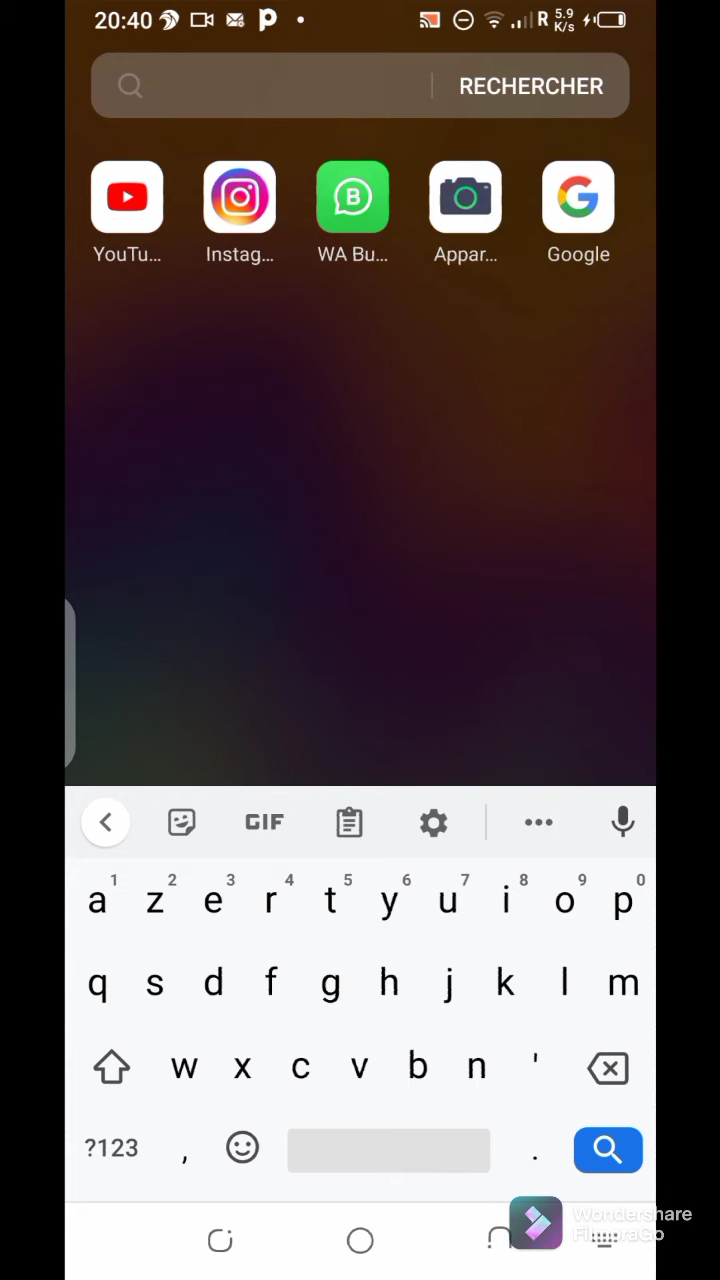 20:40 R 5.9 K/s
RECHERCHER
YouTu... Instag... WA Bu... Appar... Google
GIF
1 2 3 4 5 6 7 8 9 0
a z e r t y u i o p
q s d f g h j k l m
w x c v b n '
?123 , .
Wondershare
FilmoraGo